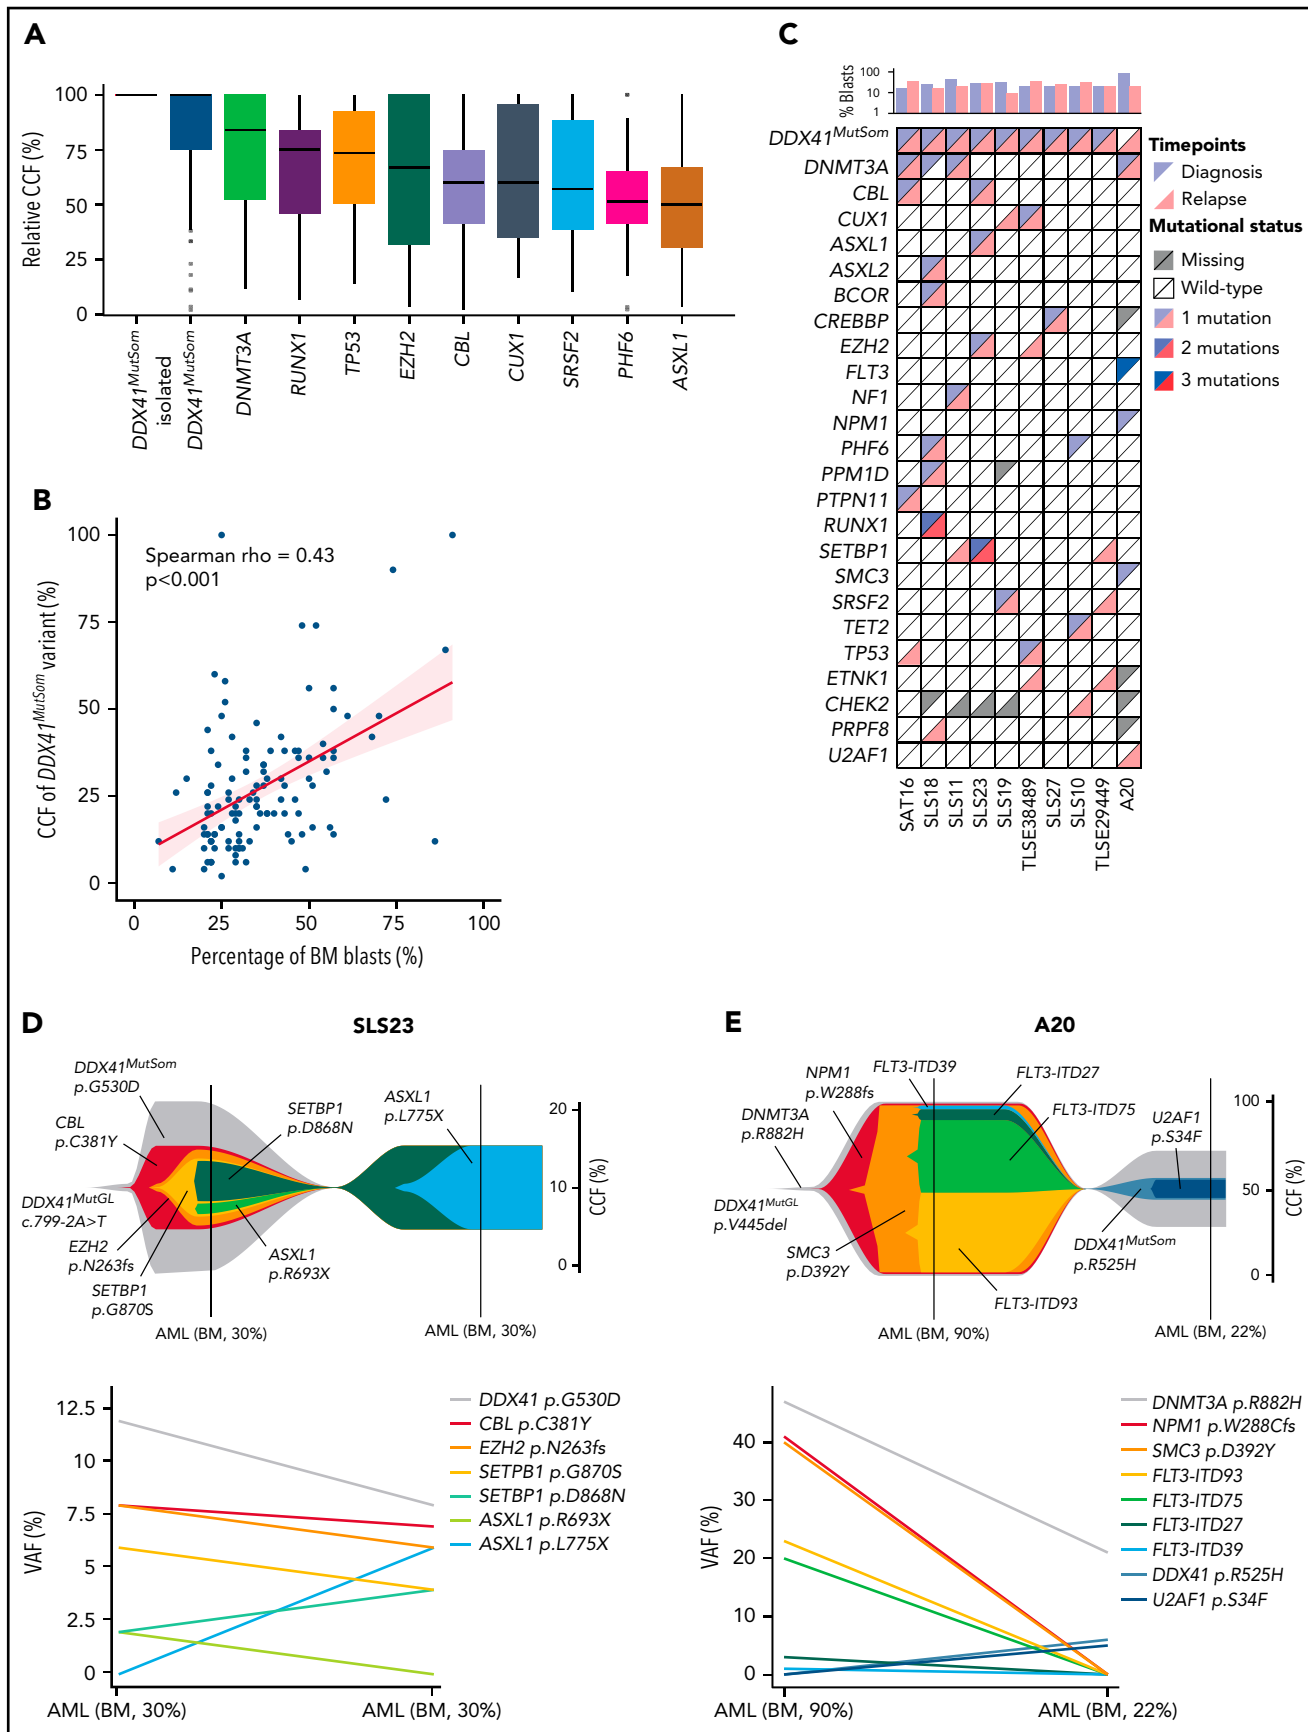 A
Relative CCF (%)
100
75
50
25
0
DDX41MutSom
isolated
DDX41MutSom
DNMT3A
RUNX1
TP53
EZH2
CBL
CUX1
SRSF2
PHF6
ASXL1
B
Spearman rho = 0.43
p<0.001
CCF of DDX41MutSom variant (%)
100
75
50
25
0
0
25
50
75
100
Percentage of BM blasts (%)
C
% Blasts
100
10
1
DDX41MutSom
DNMT3A
CBL
CUX1
ASXL1
ASXL2
BCOR
CREBBP
EZH2
FLT3
NF1
NPM1
PHF6
PPM1D
PTPN11
RUNX1
SETBP1
SMC3
SRSF2
TET2
TP53
ETNK1
CHEK2
PRPF8
U2AF1
SAT16
SLS18
SLS11
SLS23
SLS19
TLSE38489
SLS27
SLS10
TLSE29449
A20
Timepoints
Diagnosis
Relapse
Mutational status
Missing
Wild-type
1 mutation
2 mutations
3 mutations
D
SLS23
DDX41MutSom
p.G530D
CBL
p.C381Y
DDX41MutGL
c.799-2A>T
EZH2
p.N263fs
SETBP1
p.G870S
SETBP1
p.D868N
ASXL1
p.R693X
ASXL1
p.L775X
20
10
0
CCF (%)
AML (BM, 30%)
AML (BM, 30%)
VAF (%)
12.5
10
7.5
5
2.5
0
AML (BM, 30%)
AML (BM, 30%)
DDX41 p.G530D
CBL p.C381Y
EZH2 p.N263fs
SETPB1 p.G870S
SETBP1 p.D868N
ASXL1 p.R693X
ASXL1 p.L775X
E
A20
FLT3-ITD39
NPM1
p.W288fs
DNMT3A
p.R882H
DDX41MutGL
p.V445del
SMC3
p.D392Y
FLT3-ITD27
FLT3-ITD75
FLT3-ITD93
U2AF1
p.S34F
DDX41MutSom
p.R525H
100
50
0
CCF (%)
AML (BM, 90%)
AML (BM, 22%)
VAF (%)
40
30
20
10
0
AML (BM, 90%)
AML (BM, 22%)
DNMT3A p.R882H
NPM1 p.W288Cfs
SMC3 p.D392Y
FLT3-ITD93
FLT3-ITD75
FLT3-ITD27
FLT3-ITD39
DDX41 p.R525H
U2AF1 p.S34F